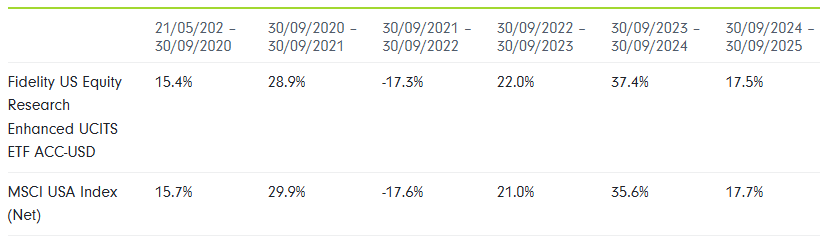 21/05/202 – 30/09/2020 – 30/09/2021 – 30/09/2022 – 30/09/2023 – 30/09/2024 –
30/09/2020 30/09/2021 30/09/2022 30/09/2023 30/09/2024 30/09/2025
Fidelity US Equity 15.4% 28.9% -17.3% 22.0% 37.4% 17.5%
Research
Enhanced UCITS
ETF ACC-USD
MSCI USA Index 15.7% 29.9% -17.6% 21.0% 35.6% 17.7%
(Net)